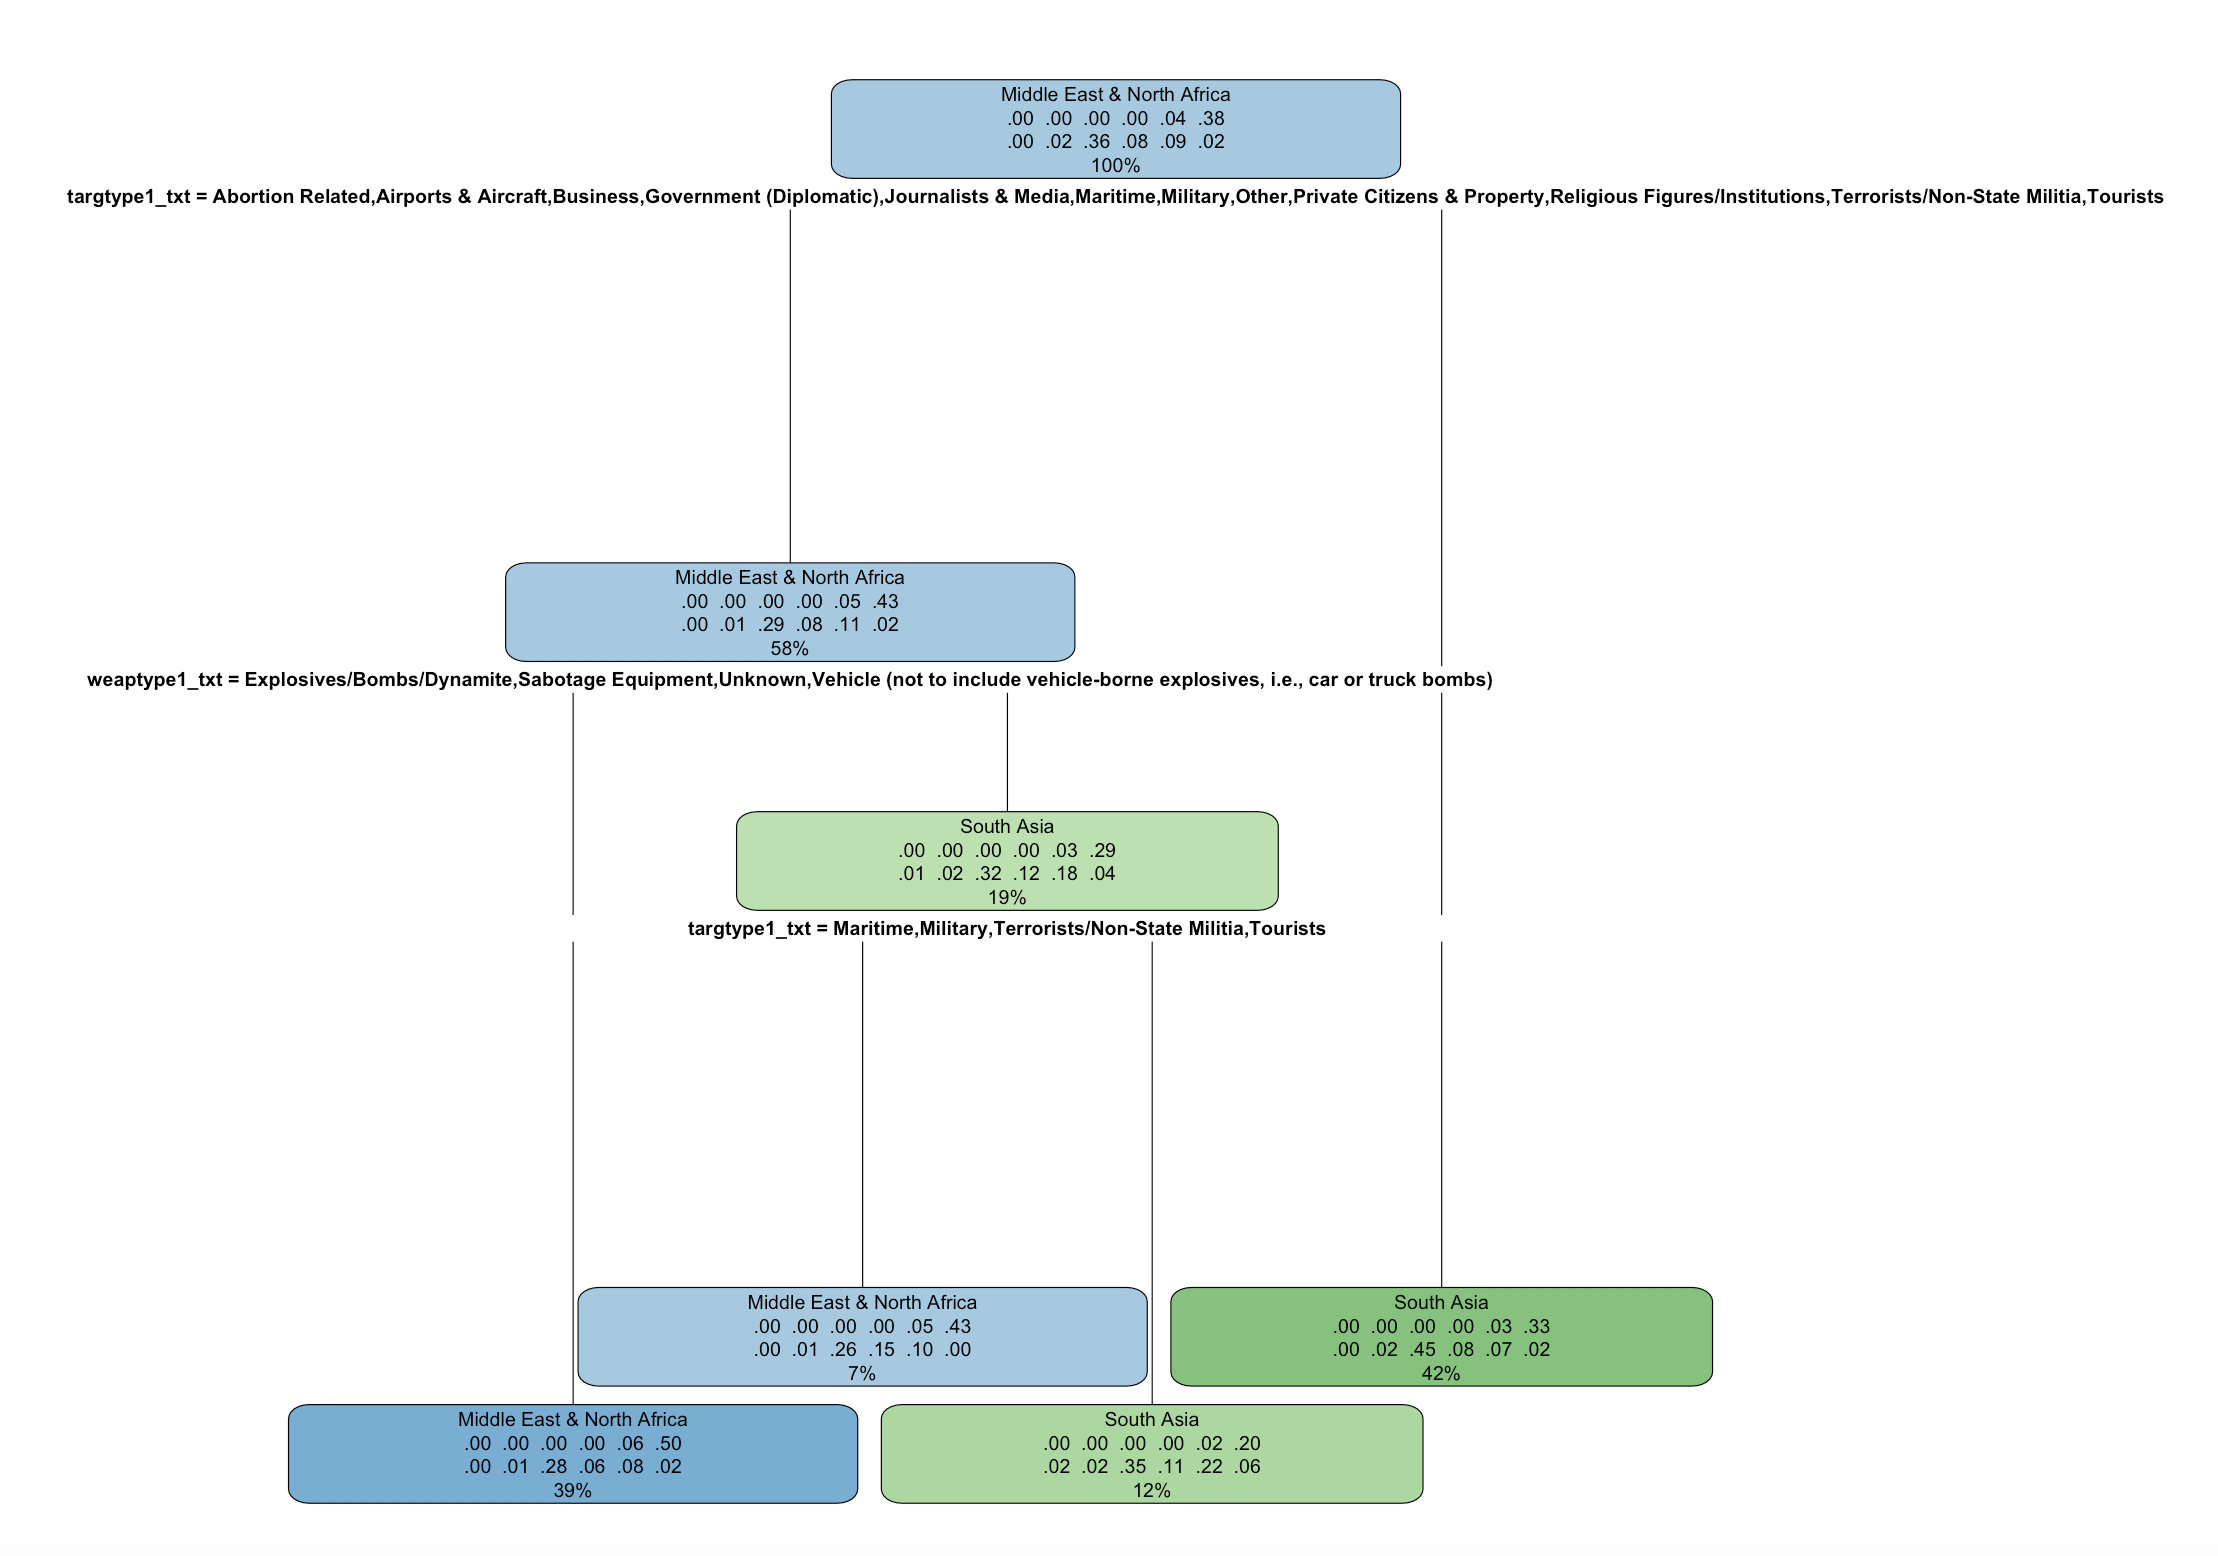 Middle East & North Africa
.00 .00 .00 .00 .04 .38
.00 .02 .36 .08 .09 .02
100%
targtype1_txt = Abortion Related,Airports & Aircraft,Business,Government (Diplomatic),Journalists & Media,Maritime,Military,Other,Private Citizens & Property,Religious Figures/Institutions,Terrorists/Non-State Militia,Tourists
Middle East & North Africa
.00 .00 .00 .00 .05 .43
.00 .01 .29 .08 .11 .02
58%
weaptype1_txt = Explosives/Bombs/Dynamite,Sabotage Equipment,Unknown,Vehicle (not to include vehicle-borne explosives, i.e., car or truck bombs)
South Asia
.00 .00 .00 .00 .03 .29
.01 .02 .32 .12 .18 .04
19%
targtype1_txt = Maritime,Military,Terrorists/Non-State Militia,Tourists
Middle East & North Africa
.00 .00 .00 .00 .05 .43
.00 .01 .26 .15 .10 .00
7%
South Asia
.00 .00 .00 .00 .03 .33
.00 .02 .45 .08 .07 .02
42%
Middle East & North Africa
.00 .00 .00 .00 .06 .50
.00 .01 .28 .06 .08 .02
39%
South Asia
.00 .00 .00 .00 .02 .20
.02 .02 .35 .11 .22 .06
12%